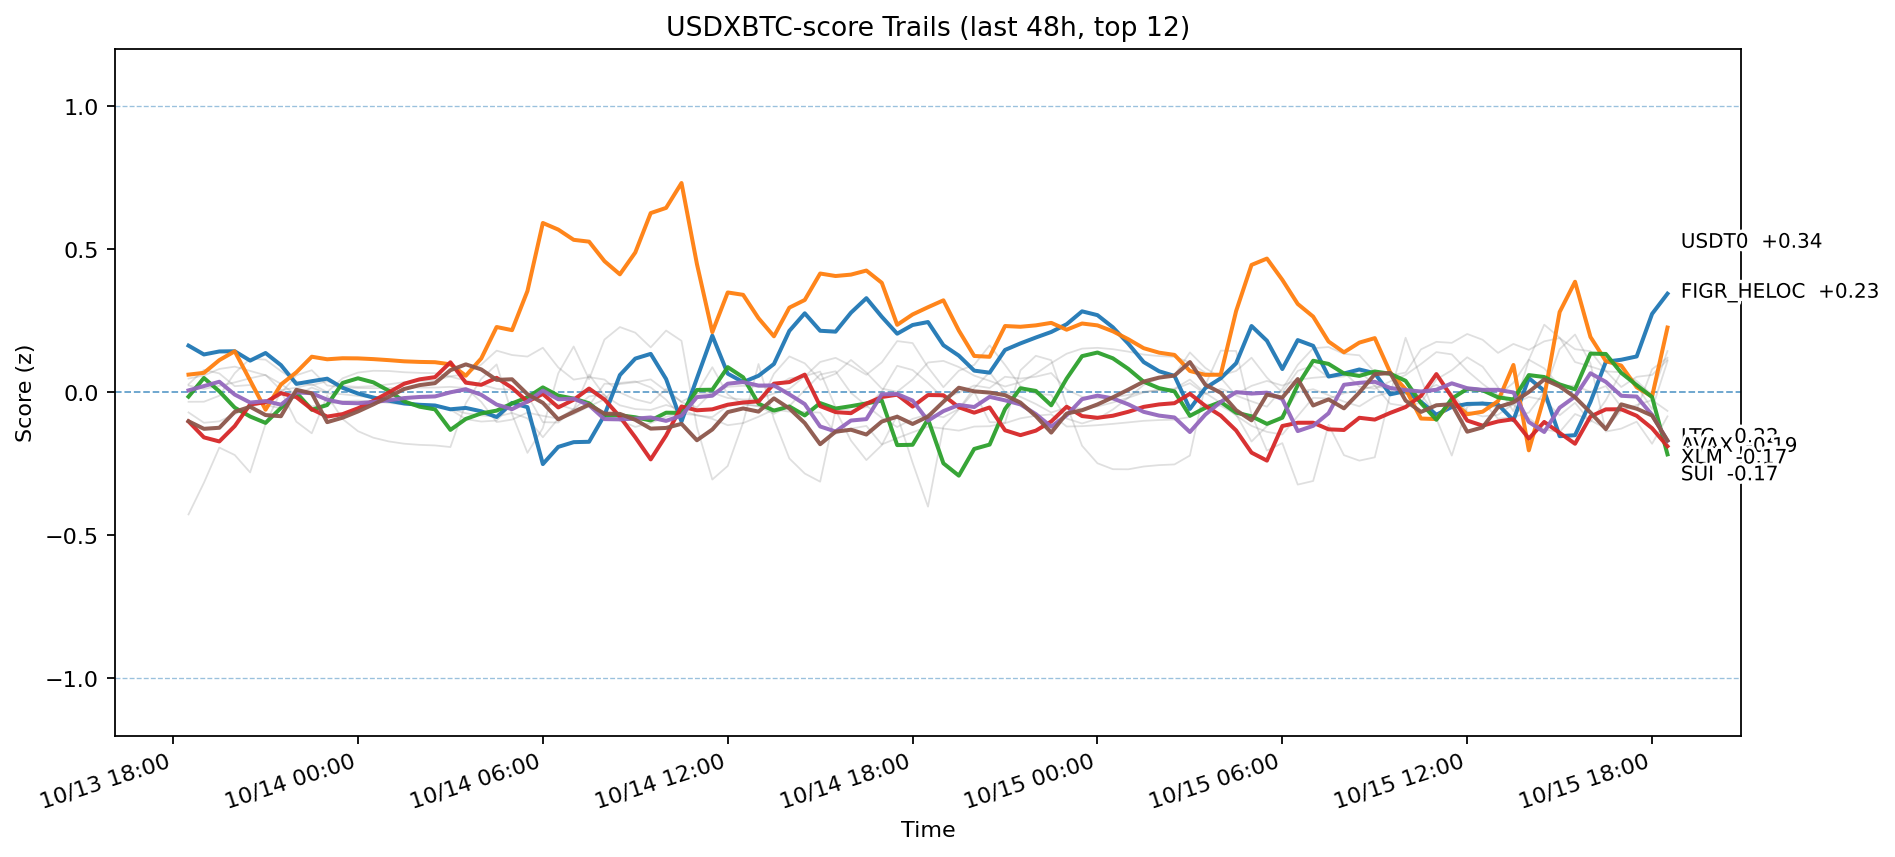 USDXBTC-score Trails (last 48h, top 12)
Score (z)
1.0
0.5
0.0
−0.5
−1.0
USDT0 +0.34
FIGR_HELOC +0.23
LTC
AVAX
XLM -0.17
SUI -0.17
10/13 18:00
10/14 00:00
10/14 06:00
10/14 12:00
10/14 18:00
10/15 00:00
10/15 06:00
10/15 12:00
10/15 18:00
Time